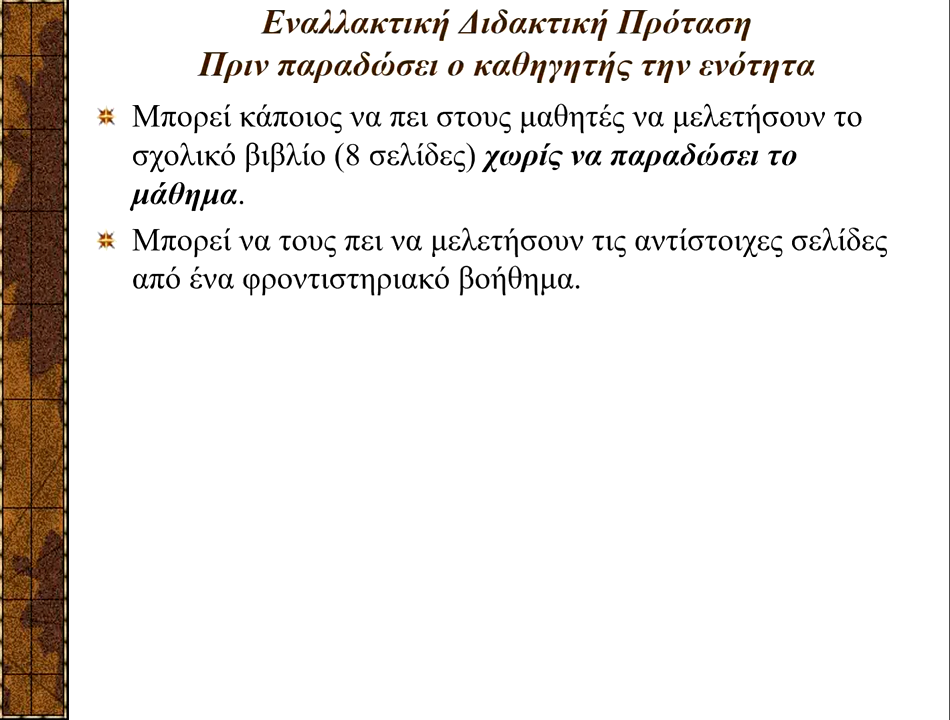 Εναλλακτική Διδακτική Πρόταση
Πριν παραδώσει ο καθηγητής την ενότητα
Μπορεί κάποιος να πει στους μαθητές να μελετήσουν το
σχολικό βιβλίο (8 σελίδες) χωρίς να παραδώσει το
μάθημα.
Μπορεί να τους πει να μελετήσουν τις αντίστοιχες σελίδες
από ένα φροντιστηριακό βοήθημα.